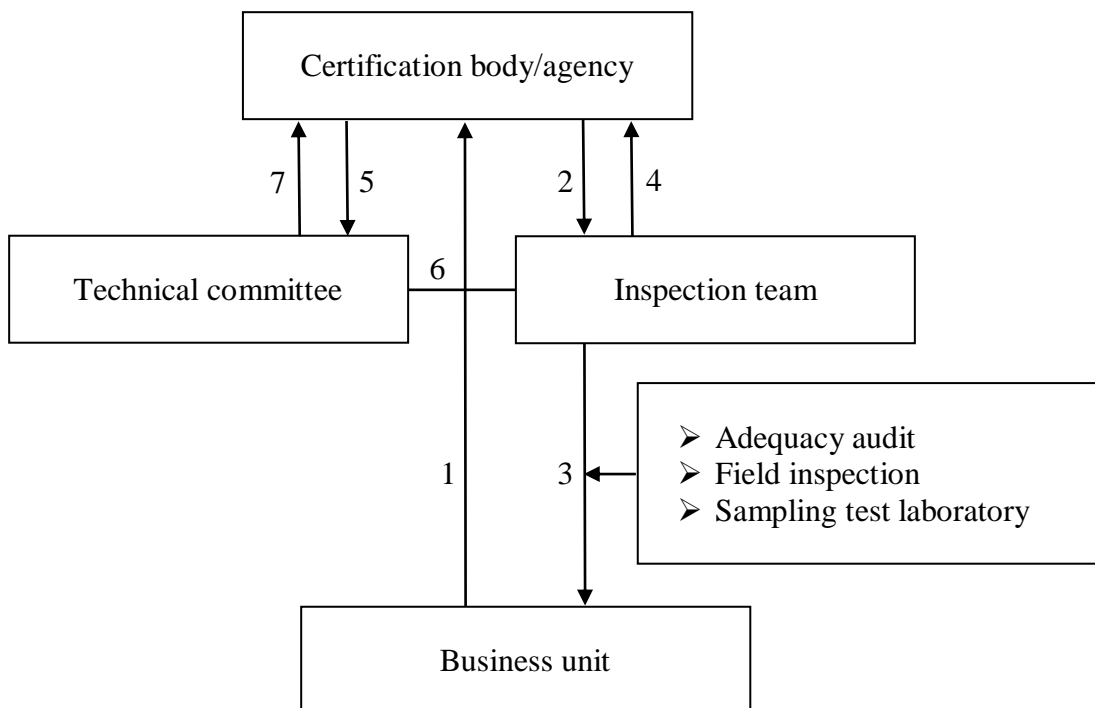 Certification body/agency
7
5
2
4
Technical committee
6
Inspection team
➢ Adequacy audit
1
3
➢ Field inspection
➢ Sampling test laboratory
Business unit